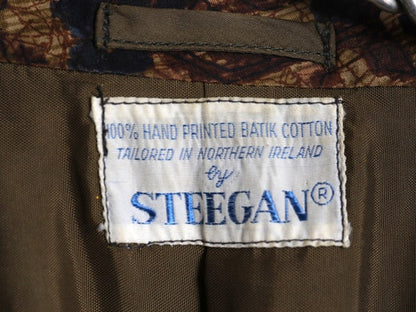 100% HAND PRINTED BATIK COTTON
TAILORED IN NORTHERN IRELAND
by
STEEGAN®